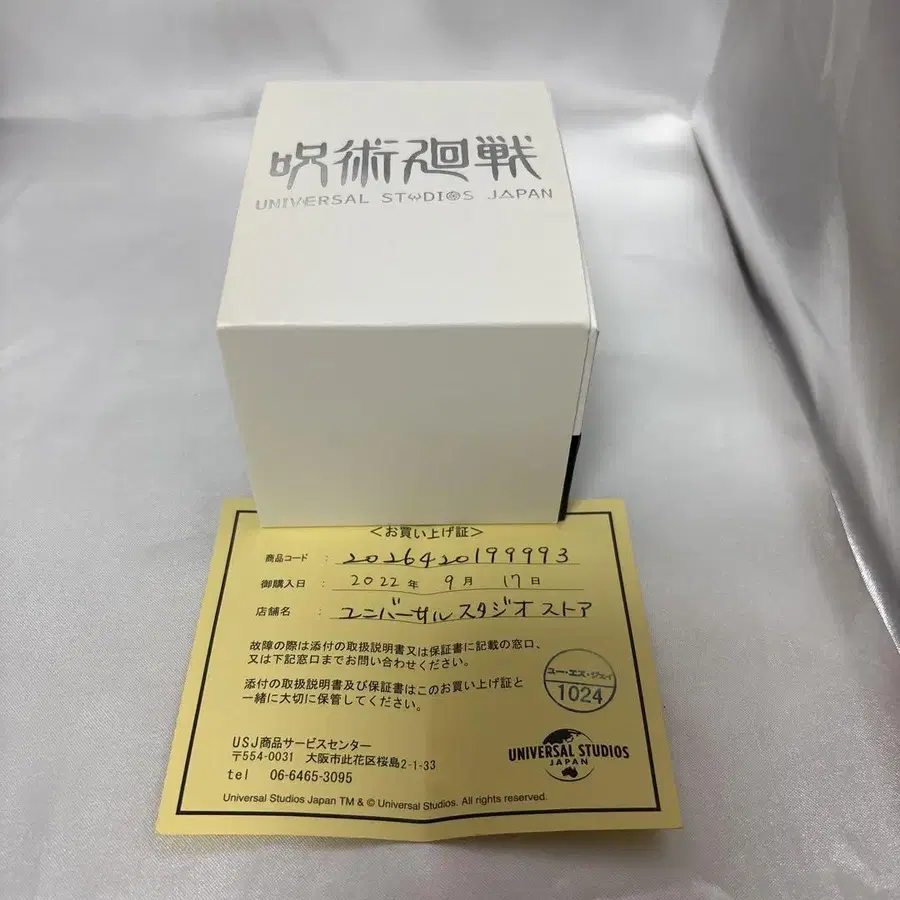 呪術廻戦
UNIVERSAL STUDIOS JAPAN
＜お買い上げ証＞
商品コード : 2026420199993
御購入日 : 2022 年 9 月 17 日
店舗名 : ユニバーサル スタジオ ストア
故障の際は添付の取扱説明書又は保証書に記載の窓口、
又は下記窓口までお問い合わせください。
添付の取扱説明書及び保証書はこのお買い上げ証と
一緒に大切に保管してください。
ユー・エス・ジェイ
1024
USJ商品サービスセンター
〒554-0031 大阪市此花区桜島2-1-33
tel 06-6465-3095
UNIVERSAL STUDIOS
JAPAN
Universal Studios Japan TM & © Universal Studios. All rights reserved.